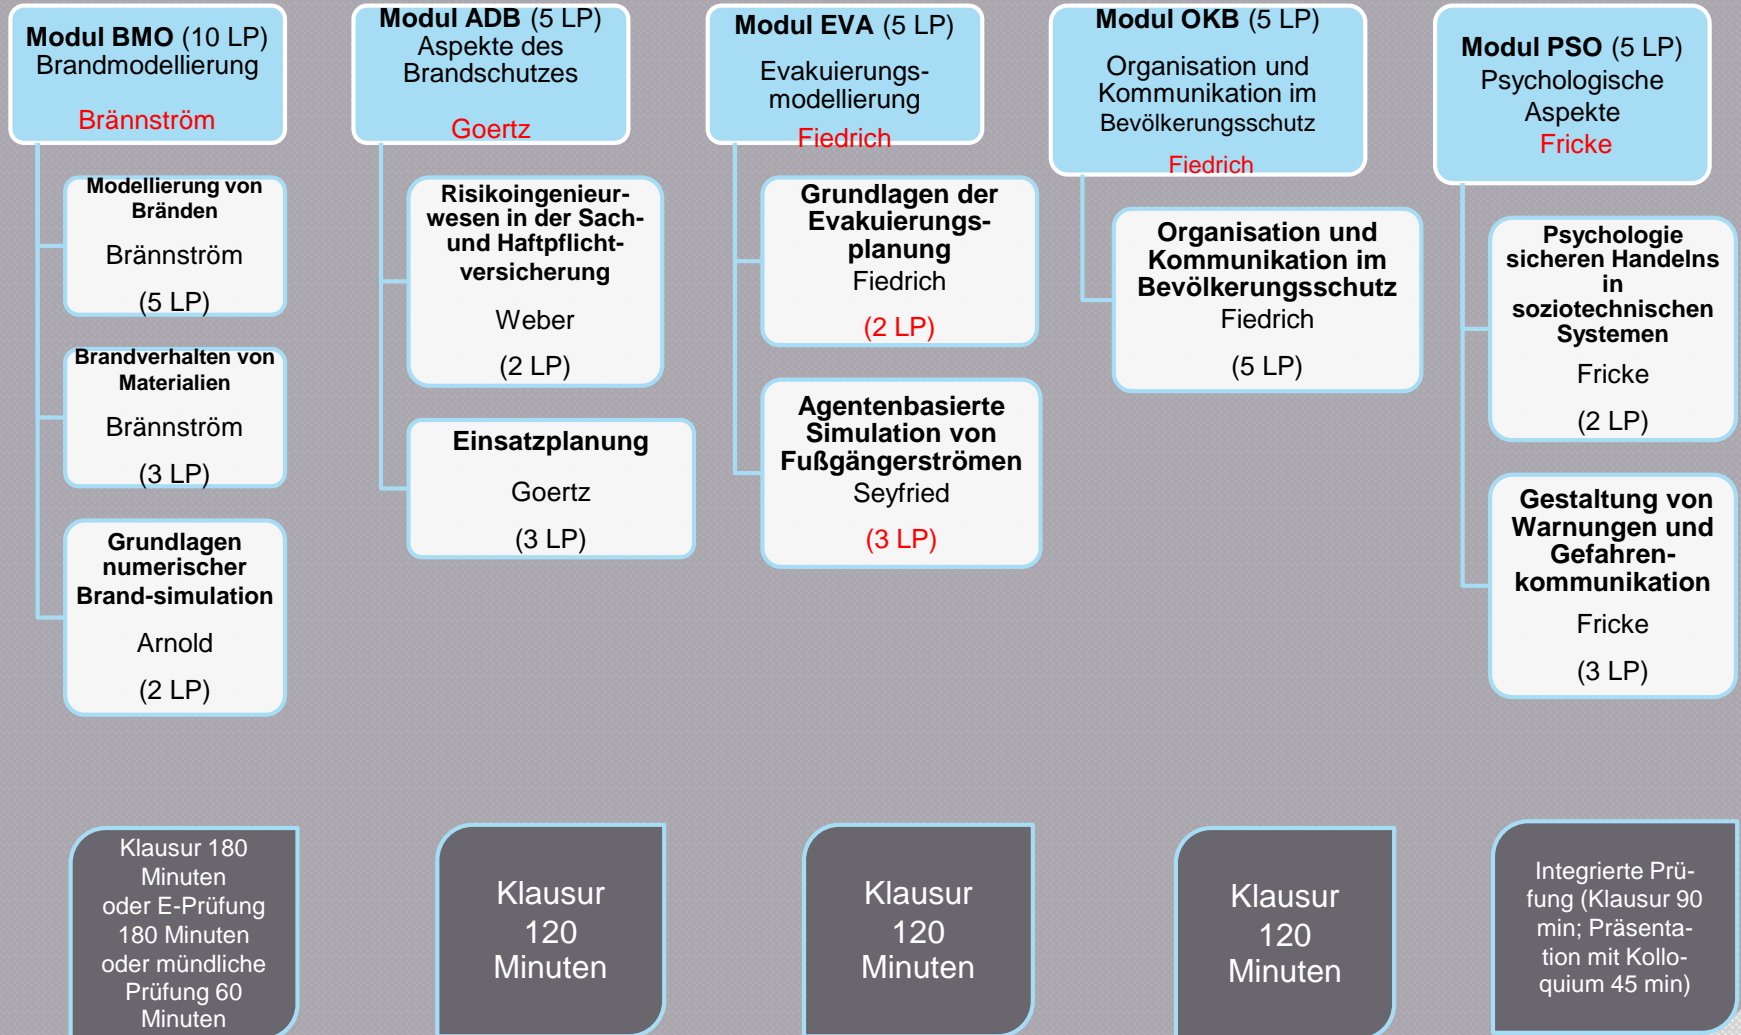 Modul BMO (10 LP)
Brandmodellierung
Brännström
Modellierung von
Bränden
Brännström
(5 LP)
Brandverhalten von
Materialien
Brännström
(3 LP)
Grundlagen
numerischer
Brand-simulation
Arnold
(2 LP)
Klausur 180
Minuten
oder E-Prüfung
180 Minuten
oder mündliche
Prüfung 60
Minuten
Modul ADB (5 LP)
Aspekte des
Brandschutzes
Goertz
Risikoingenieur-
wesen in der Sach-
und Haftpflicht-
versicherung
Weber
(2 LP)
Einsatzplanung
Goertz
(3 LP)
Klausur
120
Minuten
Modul EVA (5 LP)
Evakuierungs-
modellierung
Fiedrich
Grundlagen der
Evakuierungs-
planung
Fiedrich
(2 LP)
Agentenbasierte
Simulation von
Fußgängerströmen
Seyfried
(3 LP)
Klausur
120
Minuten
Modul OKB (5 LP)
Organisation und
Kommunikation im
Bevölkerungsschutz
Fiedrich
Organisation und
Kommunikation im
Bevölkerungsschutz
Fiedrich
(5 LP)
Klausur
120
Minuten
Modul PSO (5 LP)
Psychologische
Aspekte
Fricke
Psychologie
sicheren Handelns
in
soziotechnischen
Systemen
Fricke
(2 LP)
Gestaltung von
Warnungen und
Gefahren-
kommunikation
Fricke
(3 LP)
Integrierte Prü-
fung (Klausur 90
min; Präsenta-
tion mit Kollo-
quium 45 min)